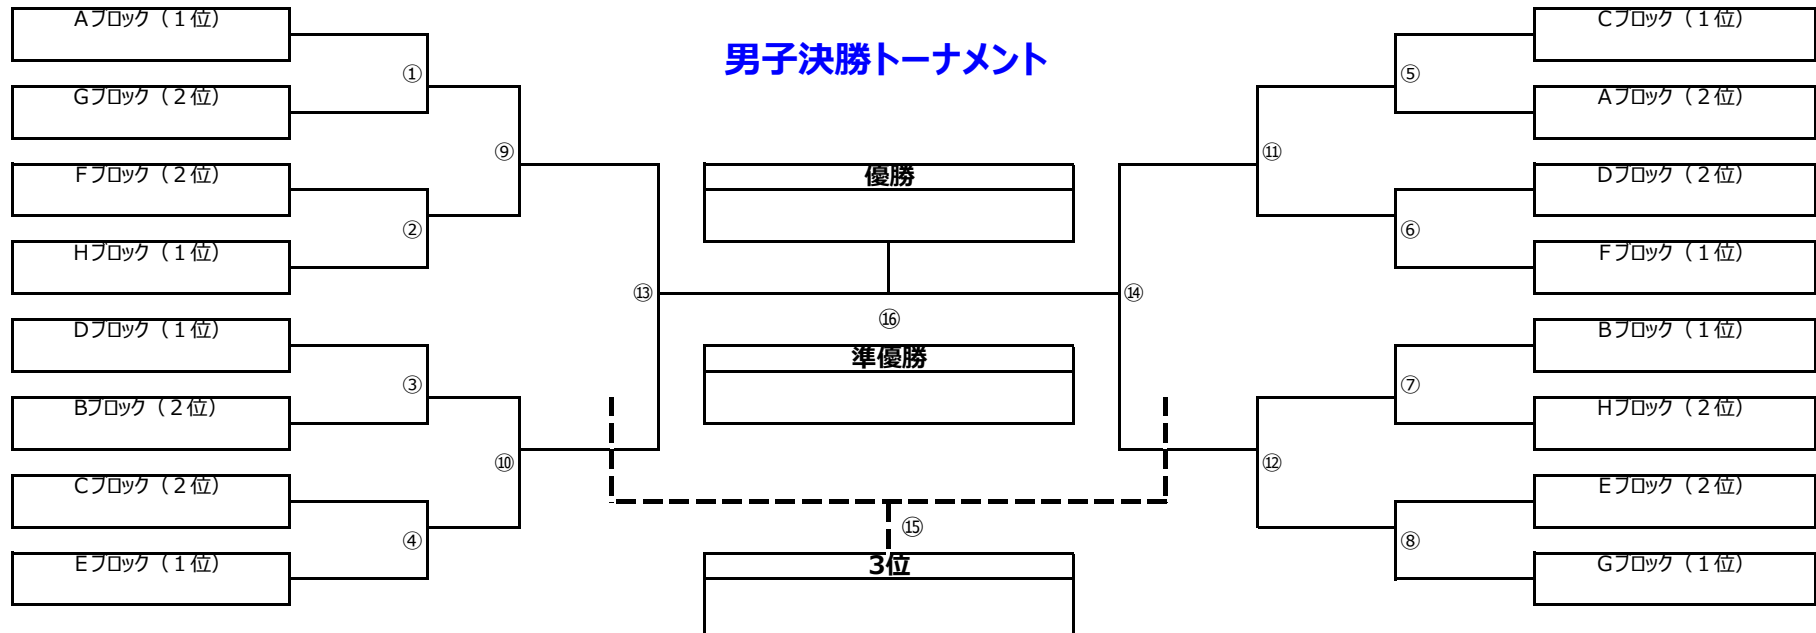 男子決勝トーナメント
Aブロック（１位）
Gブロック（２位）
Fブロック（２位）
Hブロック（１位）
Dブロック（１位）
Bブロック（２位）
Cブロック（２位）
Eブロック（１位）
①
②
③
④
⑨
⑩
⑬
優勝
⑯
準優勝
⑮
3位
⑭
⑪
⑫
⑤
⑥
⑦
⑧
Cブロック（１位）
Aブロック（２位）
Dブロック（２位）
Fブロック（１位）
Bブロック（１位）
Hブロック（２位）
Eブロック（２位）
Gブロック（１位）